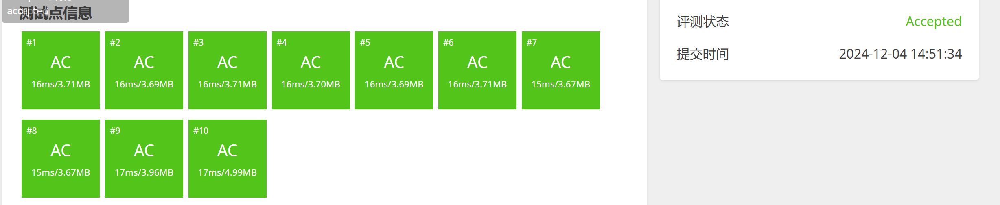 accepted
测试点信息
#1
AC
16ms/3.71MB
#2
AC
16ms/3.69MB
#3
AC
16ms/3.71MB
#4
AC
16ms/3.70MB
#5
AC
16ms/3.69MB
#6
AC
16ms/3.71MB
#7
AC
15ms/3.67MB
#8
AC
15ms/3.67MB
#9
AC
17ms/3.96MB
#10
AC
17ms/4.99MB
评测状态 Accepted
提交时间 2024-12-04 14:51:34